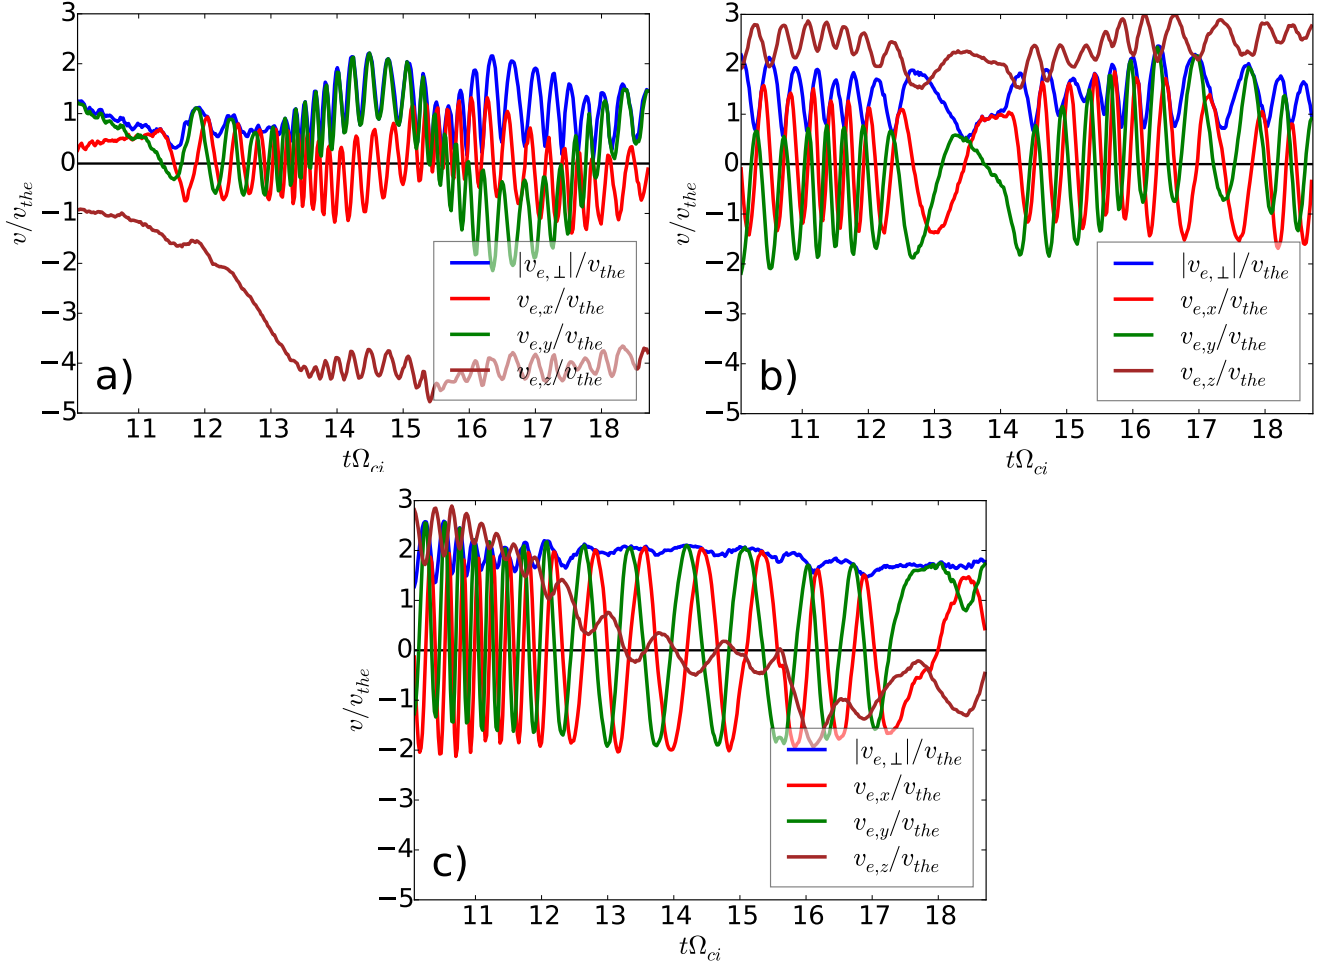 3
2
1
0
−1
−2
−3
−4
−5
v/v_the
11 12 13 14 15 16 17 18
tΩ_ci
a)
|v_e,⊥|/v_the
v_e,x/v_the
v_e,y/v_the
v_e,z/v_the
3
2
1
0
−1
−2
−3
−4
−5
v/v_the
11 12 13 14 15 16 17 18
tΩ_ci
b)
|v_e,⊥|/v_the
v_e,x/v_the
v_e,y/v_the
v_e,z/v_the
3
2
1
0
−1
−2
−3
−4
−5
v/v_the
11 12 13 14 15 16 17 18
tΩ_ci
c)
|v_e,⊥|/v_the
v_e,x/v_the
v_e,y/v_the
v_e,z/v_the